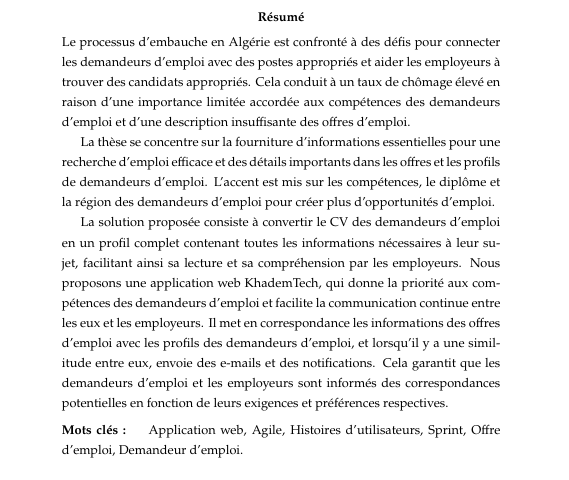 Résumé
Le processus d'embauche en Algérie est confronté à des défis pour connecter
les demandeurs d'emploi avec des postes appropriés et aider les employeurs à
trouver des candidats appropriés. Cela conduit à un taux de chômage élevé en
raison d'une importance limitée accordée aux compétences des demandeurs
d'emploi et d'une description insuffisante des offres d'emploi.
La thèse se concentre sur la fourniture d'informations essentielles pour une
recherche d'emploi efficace et des détails importants dans les offres et les profils
de demandeurs d'emploi. L'accent est mis sur les compétences, le diplôme et
la région des demandeurs d'emploi pour créer plus d'opportunités d'emploi.
La solution proposée consiste à convertir le CV des demandeurs d'emploi
en un profil complet contenant toutes les informations nécessaires à leur su-
jet, facilitant ainsi sa lecture et sa compréhension par les employeurs. Nous
proposons une application web KhademTech, qui donne la priorité aux com-
pétences des demandeurs d'emploi et facilite la communication continue entre
les eux et les employeurs. Il met en correspondance les informations des offres
d'emploi avec les profils des demandeurs d'emploi, et lorsqu'il y a une simil-
itude entre eux, envoie des e-mails et des notifications. Cela garantit que les
demandeurs d'emploi et les employeurs sont informés des correspondances
potentielles en fonction de leurs exigences et préférences respectives.
Mots clés : Application web, Agile, Histoires d'utilisateurs, Sprint, Offre
d'emploi, Demandeur d'emploi.